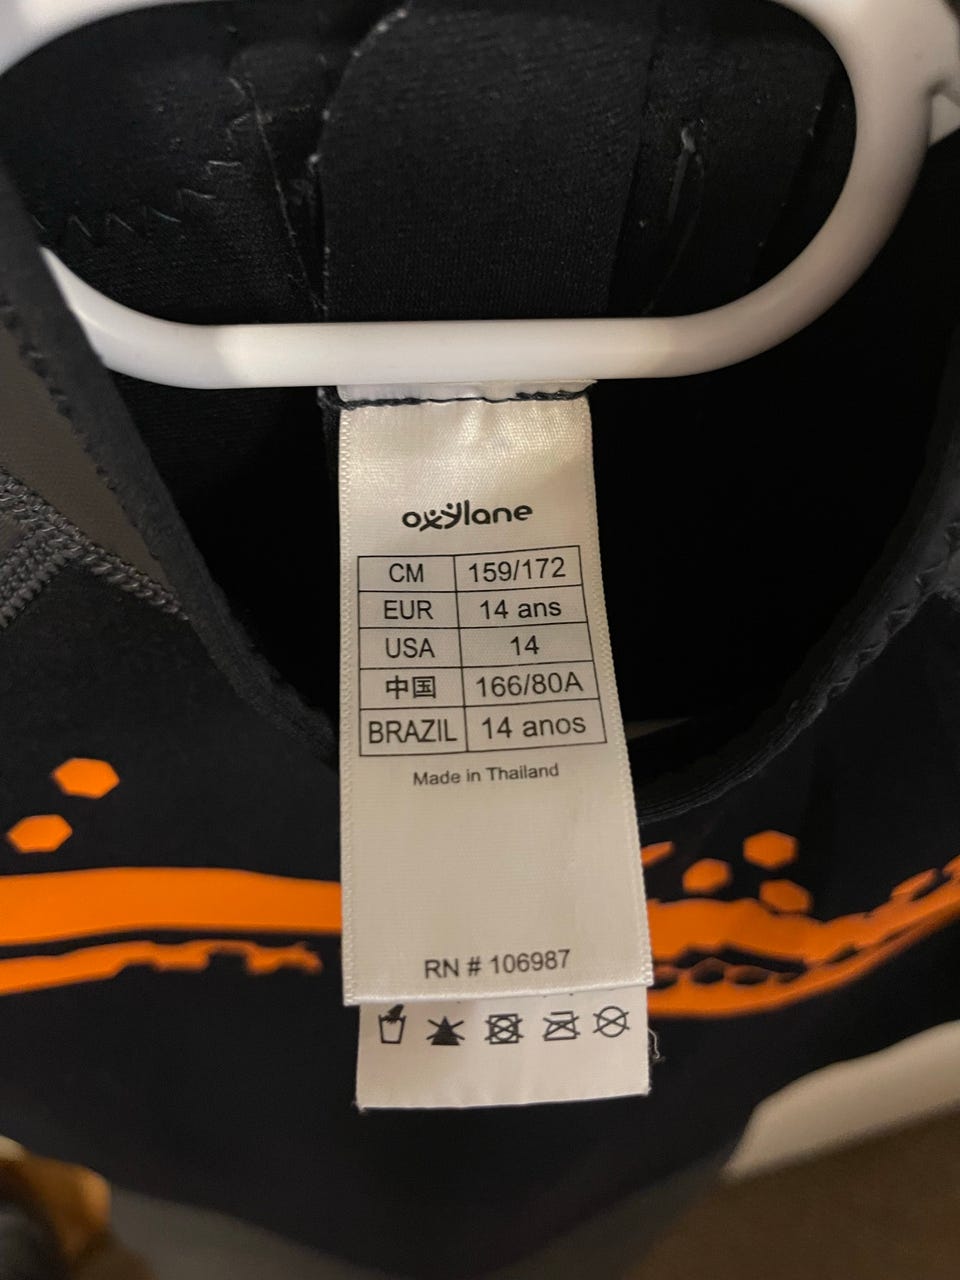 oxylane
CM 159/172
EUR 14 ans
USA 14
中国 166/80A
BRAZIL 14 anos
Made in Thailand
RN # 106987